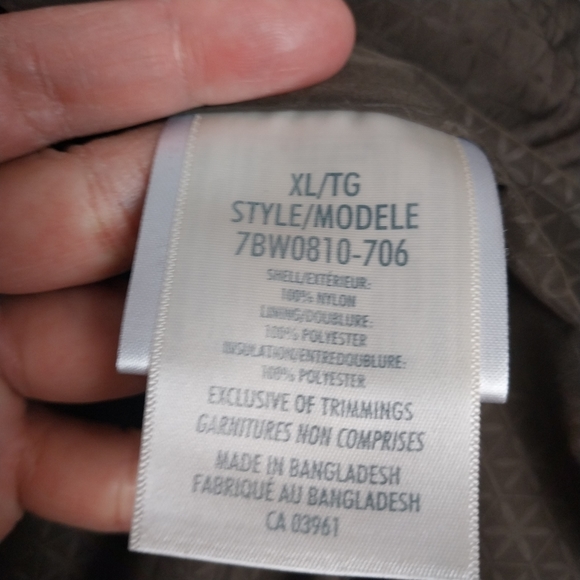 XL/TG
STYLE/MODELE
7BW0810-706
SHELL/EXTÉRIEUR:
100% NYLON
LINING/DOUBLURE:
100% POLYESTER
INSULATION/ENTREDOUBLURE:
100% POLYESTER
EXCLUSIVE OF TRIMMINGS
GARNITURES NON COMPRISES
MADE IN BANGLADESH
FABRIQUÉ AU BANGLADESH
CA 03961